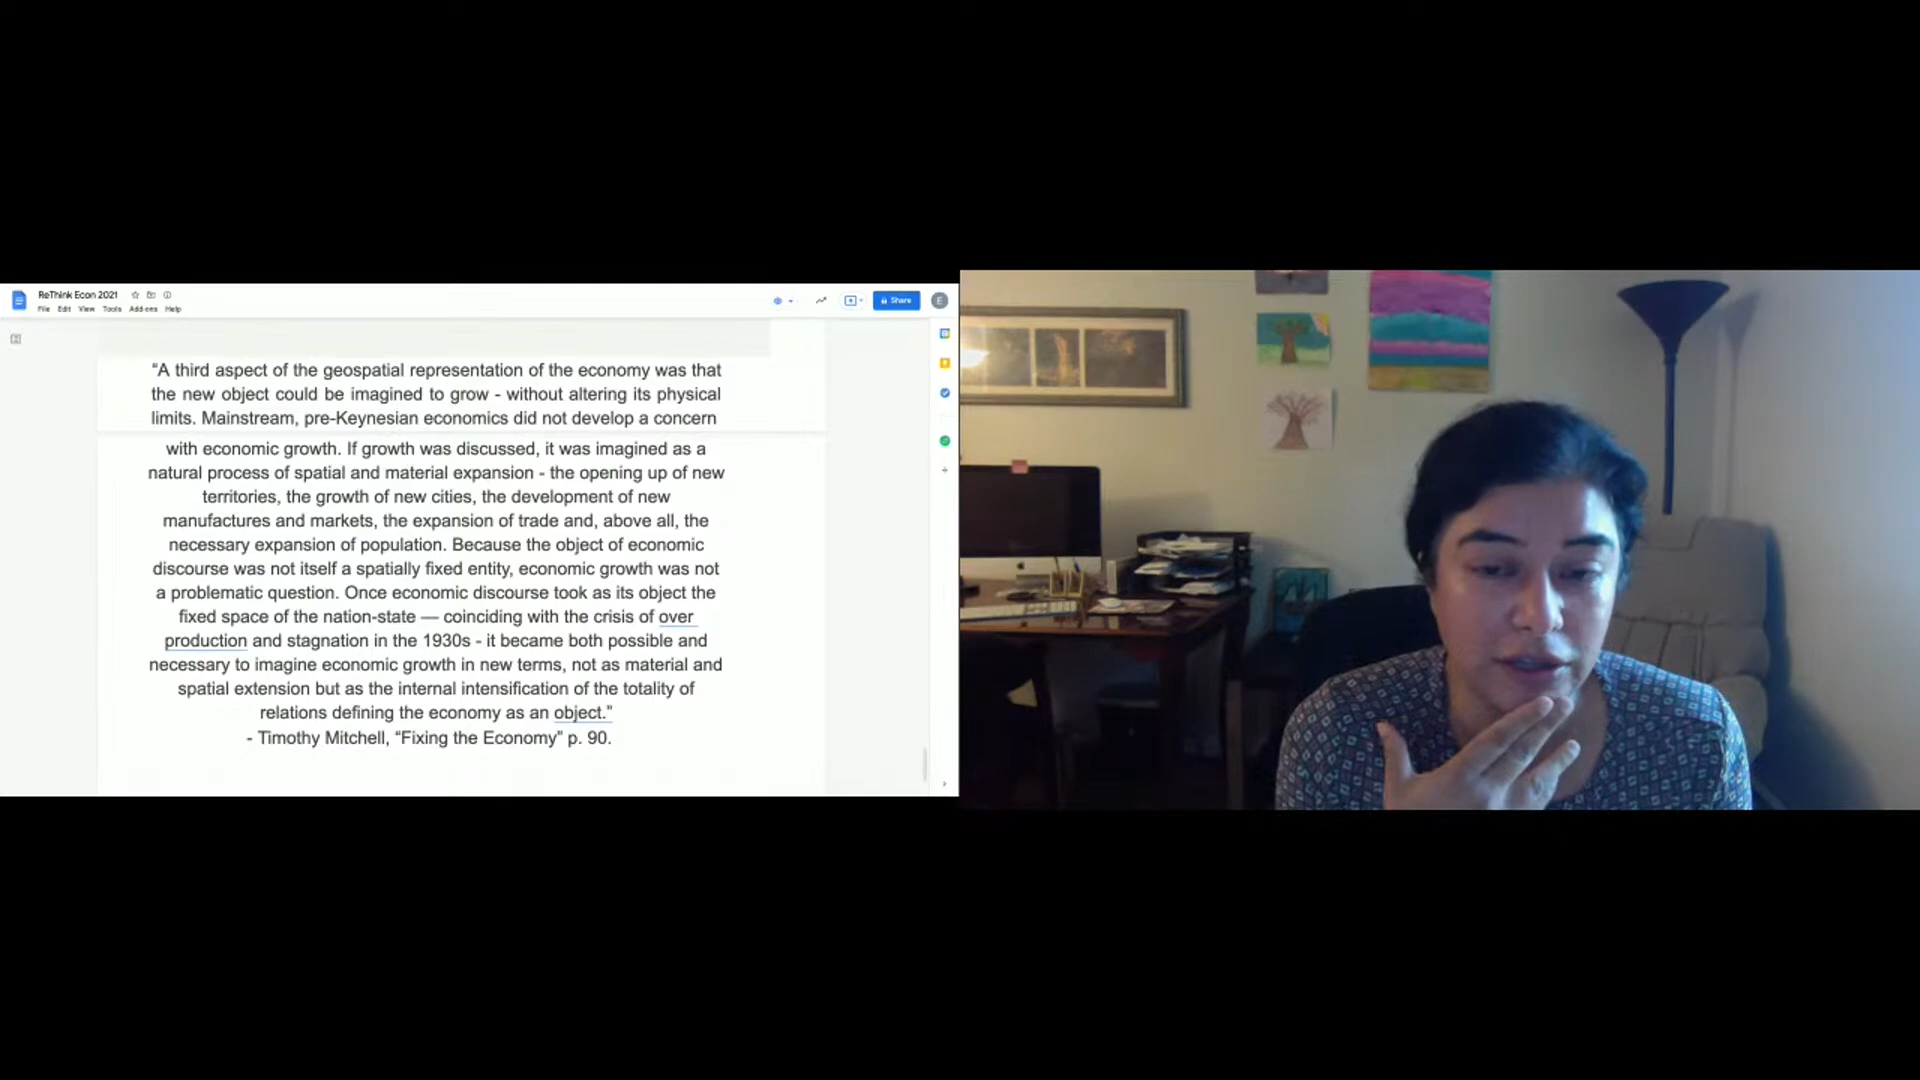 ReThink Econ 2021
File Edit View Tools Add-ons Help
Share
E
“A third aspect of the geospatial representation of the economy was that
the new object could be imagined to grow - without altering its physical
limits. Mainstream, pre-Keynesian economics did not develop a concern
with economic growth. If growth was discussed, it was imagined as a
natural process of spatial and material expansion - the opening up of new
territories, the growth of new cities, the development of new
manufactures and markets, the expansion of trade and, above all, the
necessary expansion of population. Because the object of economic
discourse was not itself a spatially fixed entity, economic growth was not
a problematic question. Once economic discourse took as its object the
fixed space of the nation-state — coinciding with the crisis of over
production and stagnation in the 1930s - it became both possible and
necessary to imagine economic growth in new terms, not as material and
spatial extension but as the internal intensification of the totality of
relations defining the economy as an object.”
- Timothy Mitchell, “Fixing the Economy” p. 90.